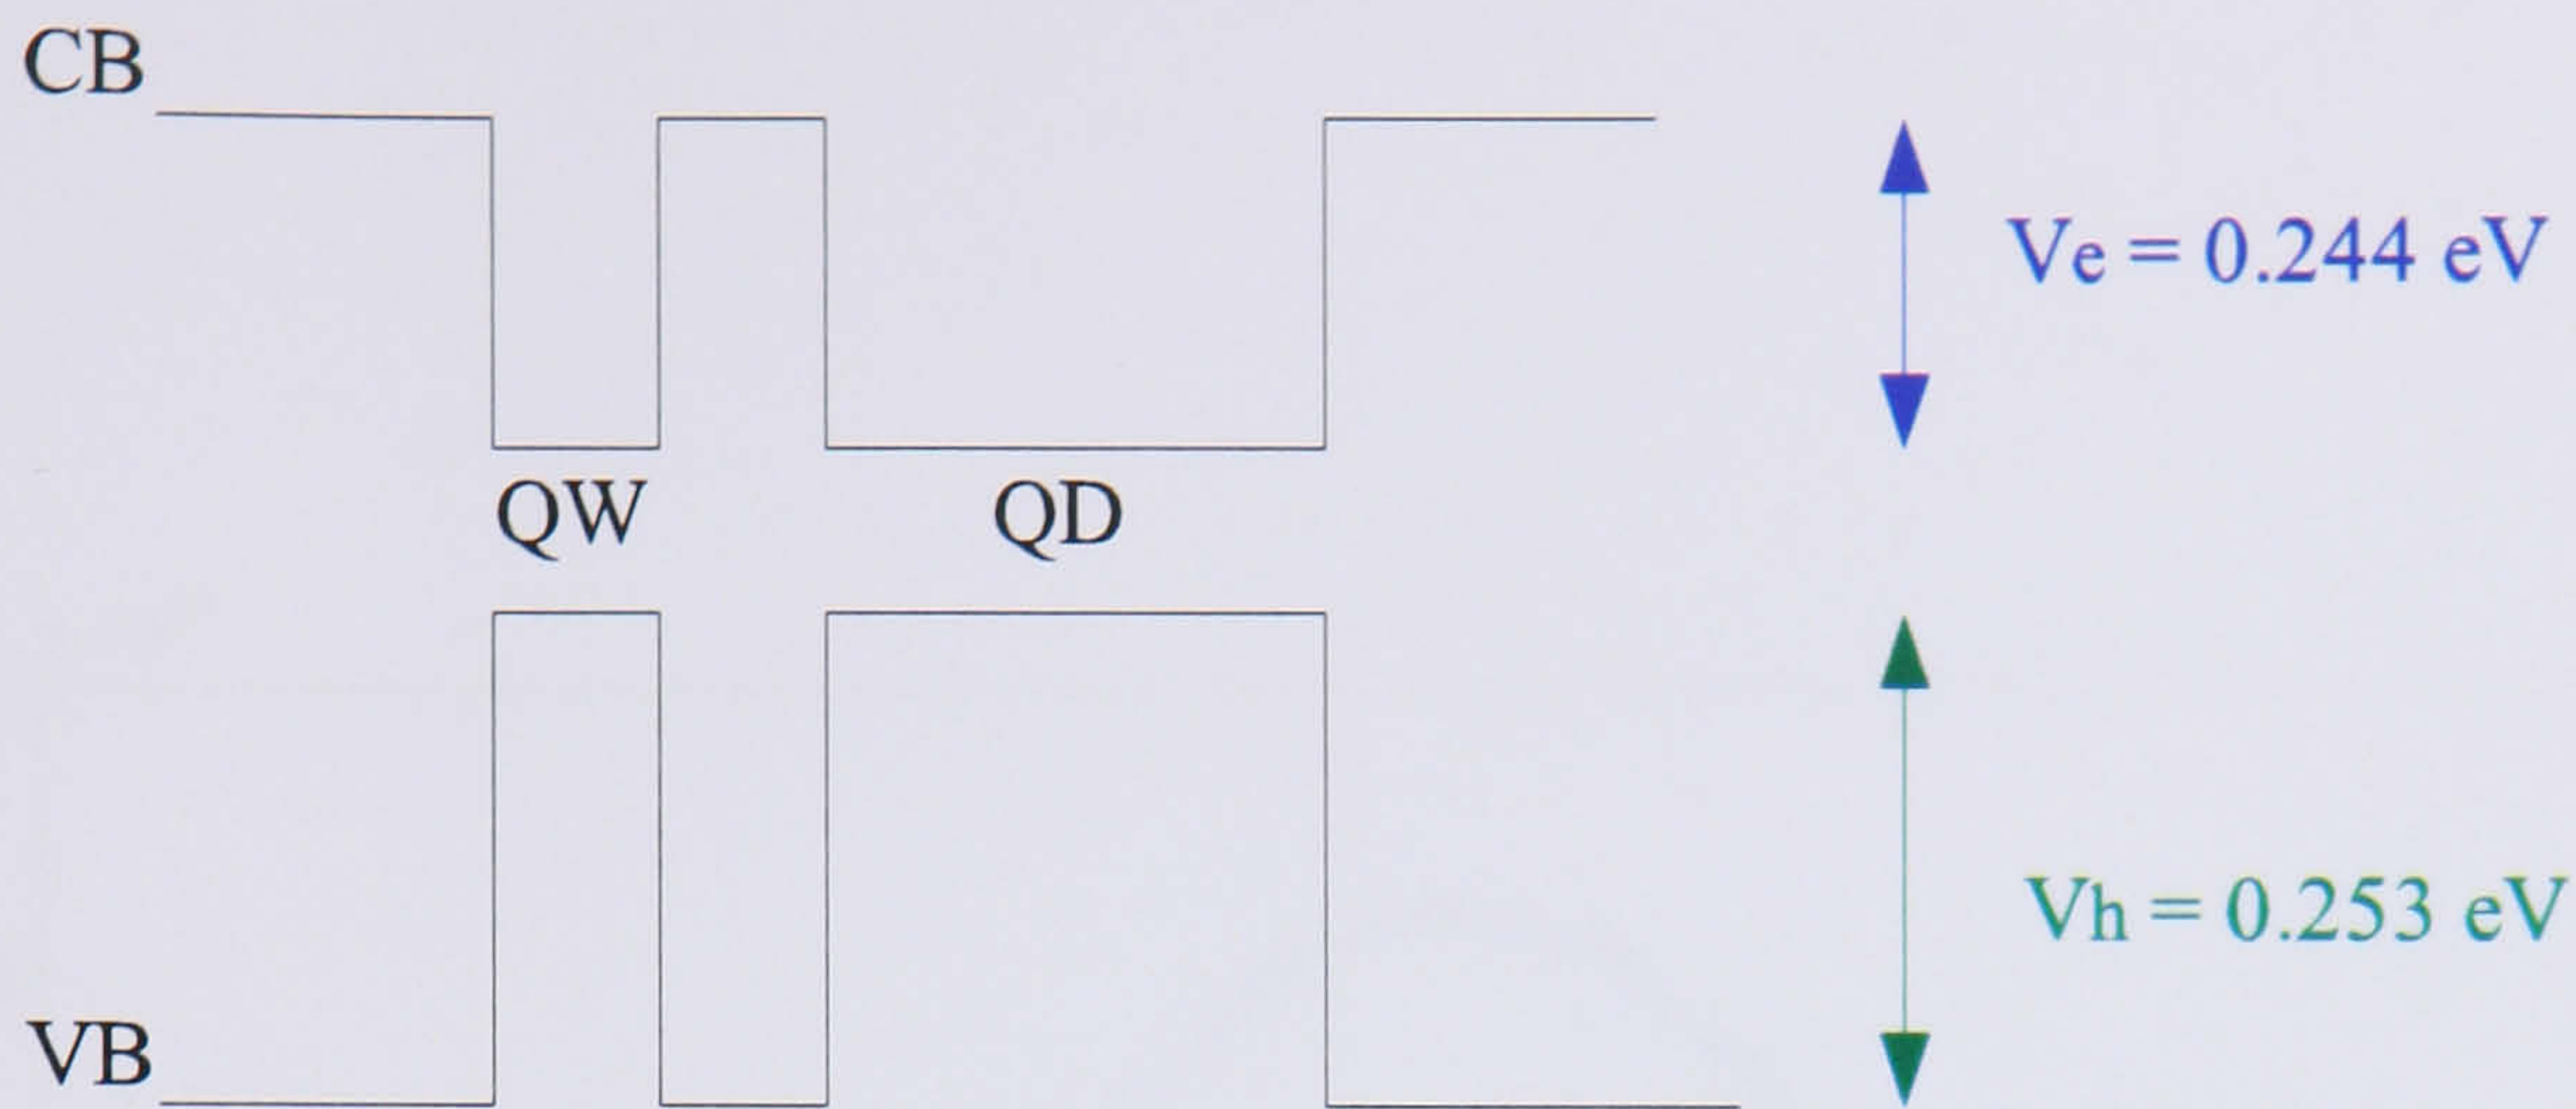 CB
Ve = 0.244 eV
QW
QD
Vh = 0.253 eV
VB